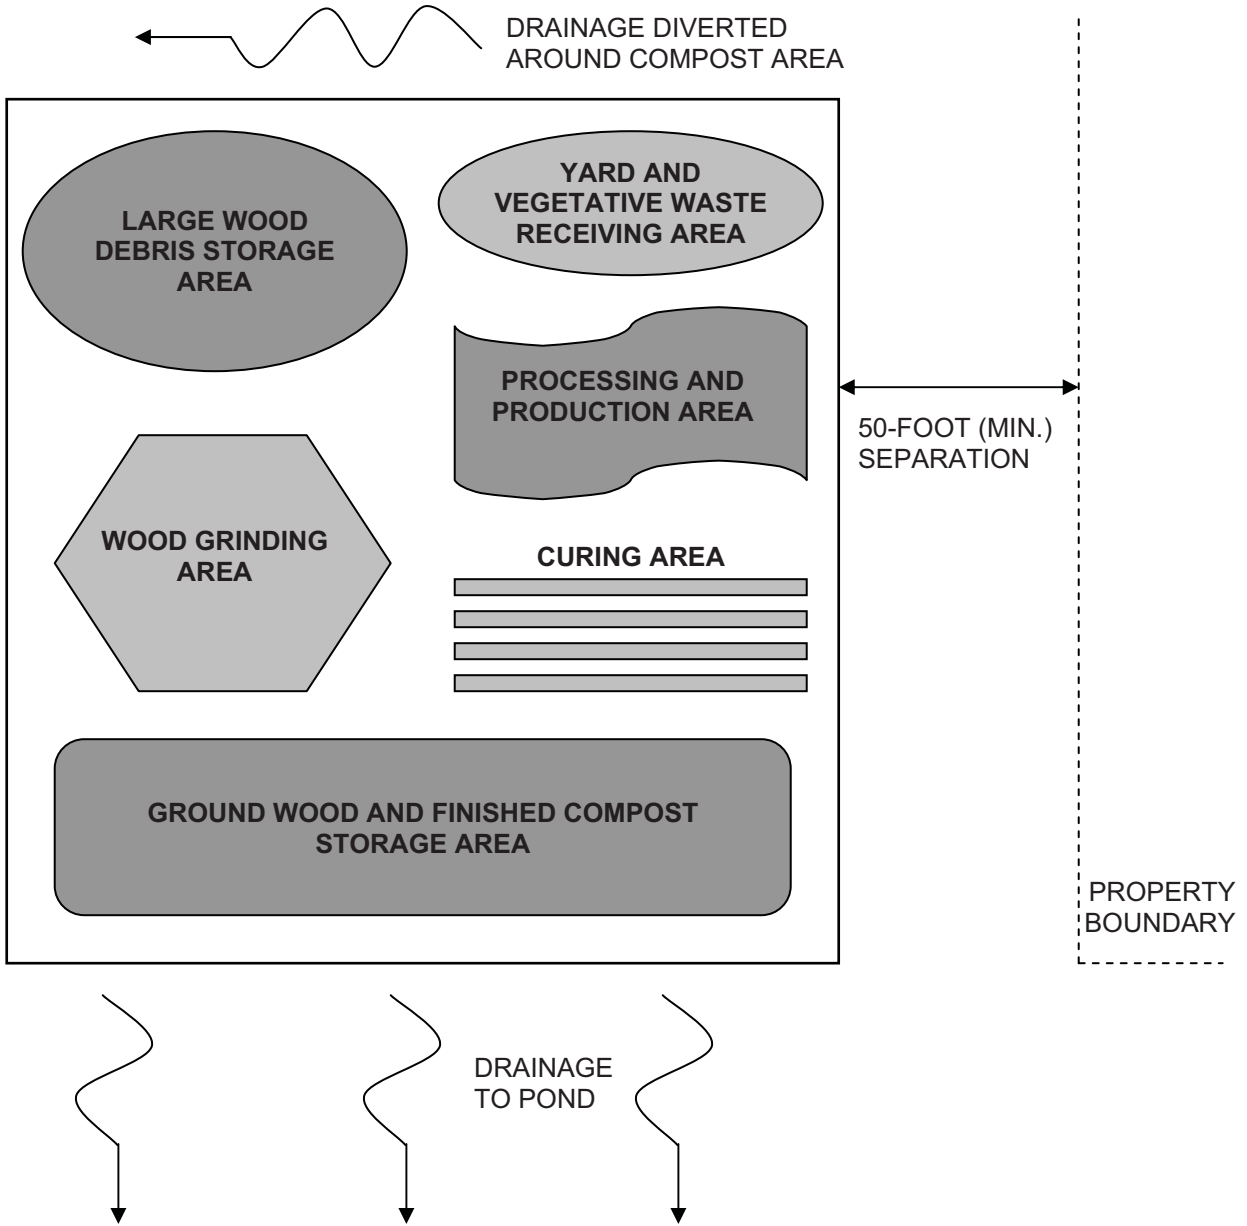 DRAINAGE DIVERTED
AROUND COMPOST AREA
LARGE WOOD
DEBRIS STORAGE
AREA
YARD AND
VEGETATIVE WASTE
RECEIVING AREA
PROCESSING AND
PRODUCTION AREA
50-FOOT (MIN.)
SEPARATION
WOOD GRINDING
AREA
CURING AREA
GROUND WOOD AND FINISHED COMPOST
STORAGE AREA
PROPERTY
BOUNDARY
DRAINAGE
TO POND